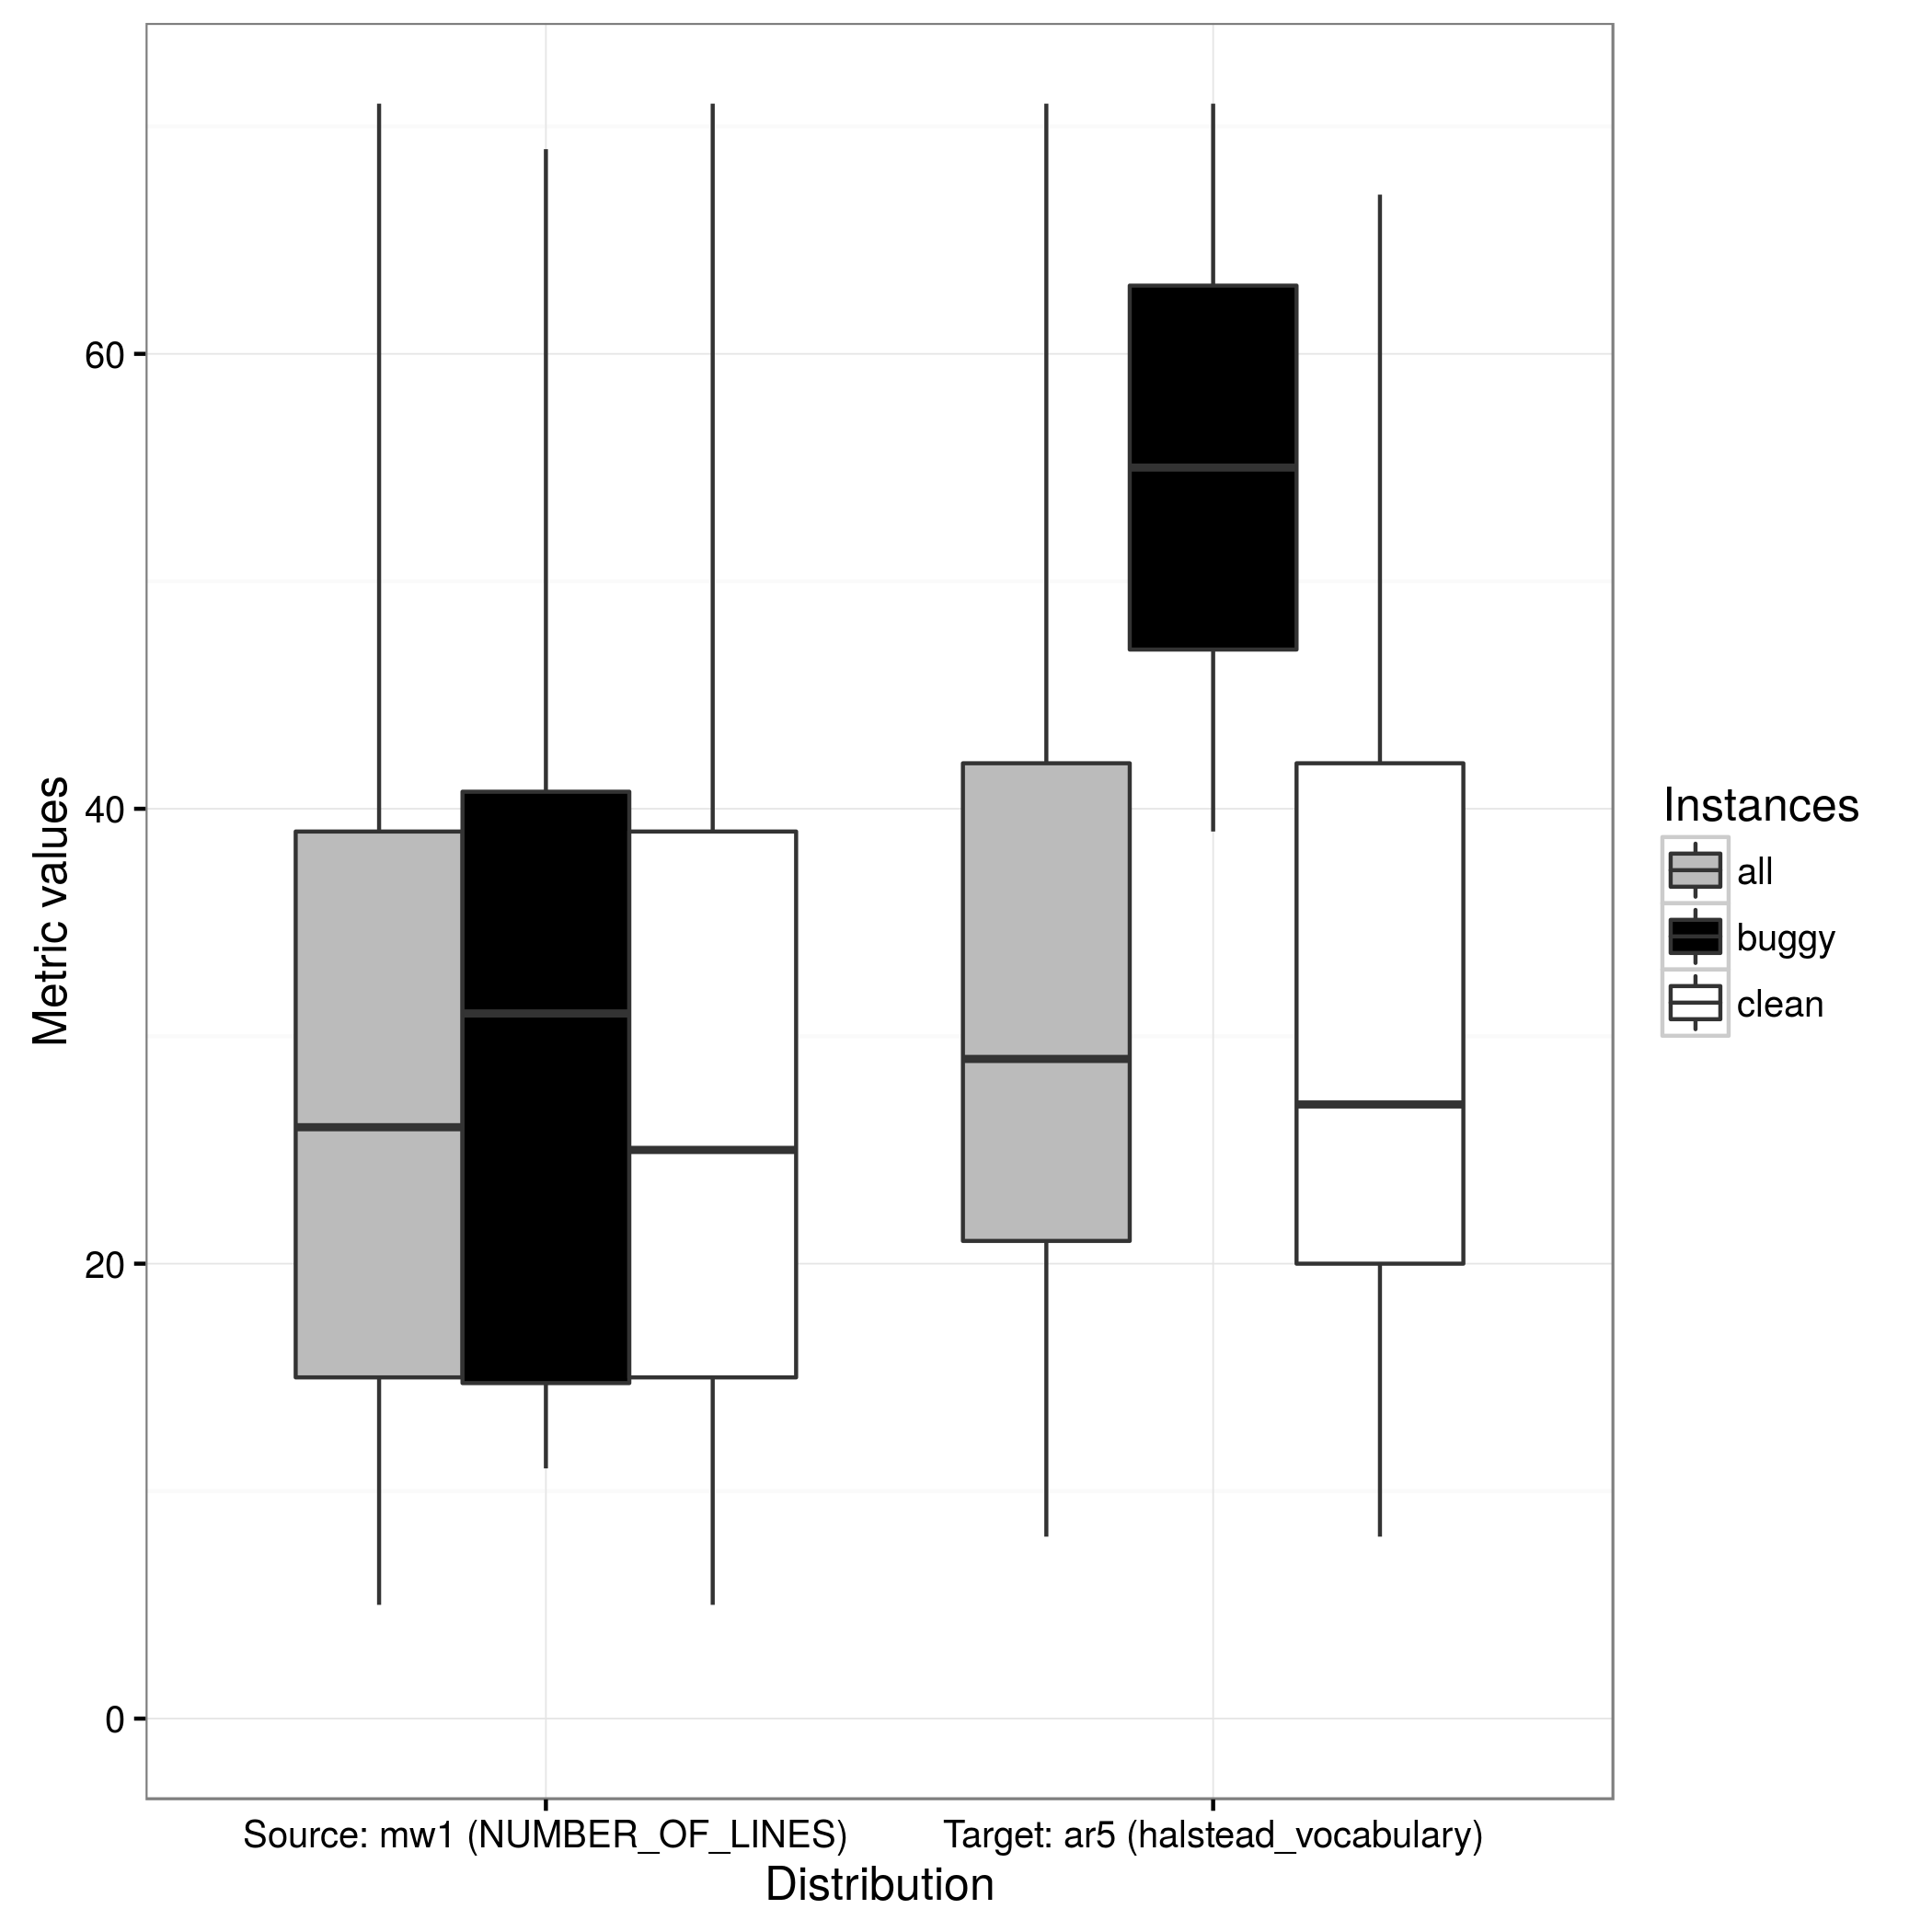 Metric values
60
40
20
0
Source: mw1 (NUMBER_OF_LINES)
Target: ar5 (halstead_vocabulary)
Distribution
Instances
all
buggy
clean